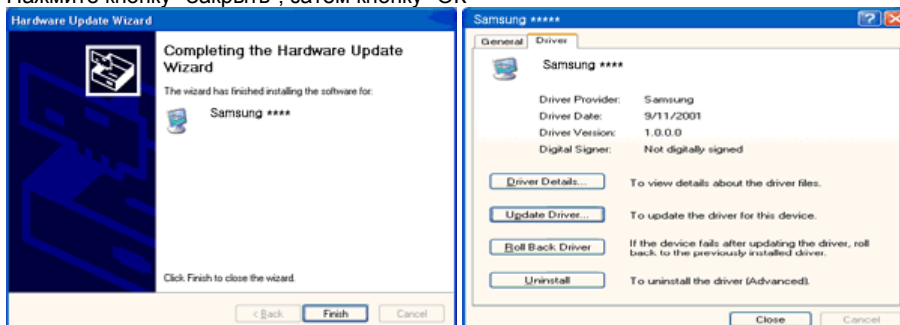 Нажмите кнопку "Закрыть", затем кнопку "OK"
Hardware Update Wizard
Completing the Hardware Update
Wizard
The wizard has finished installing the software for:
Samsung ****
Click Finish to close the wizard.
< Back
Finish
Cancel
Samsung *****
General
Driver
Samsung ****
Driver Provider: Samsung
Driver Date: 9/11/2001
Driver Version: 1.0.0.0
Digital Signer: Not digitally signed
Driver Details...
To view details about the driver files.
Update Driver...
To update the driver for this device.
Roll Back Driver
If the device fails after updating the driver, roll
back to the previously installed driver.
Uninstall
To uninstall the driver (Advanced).
Close
Cancel